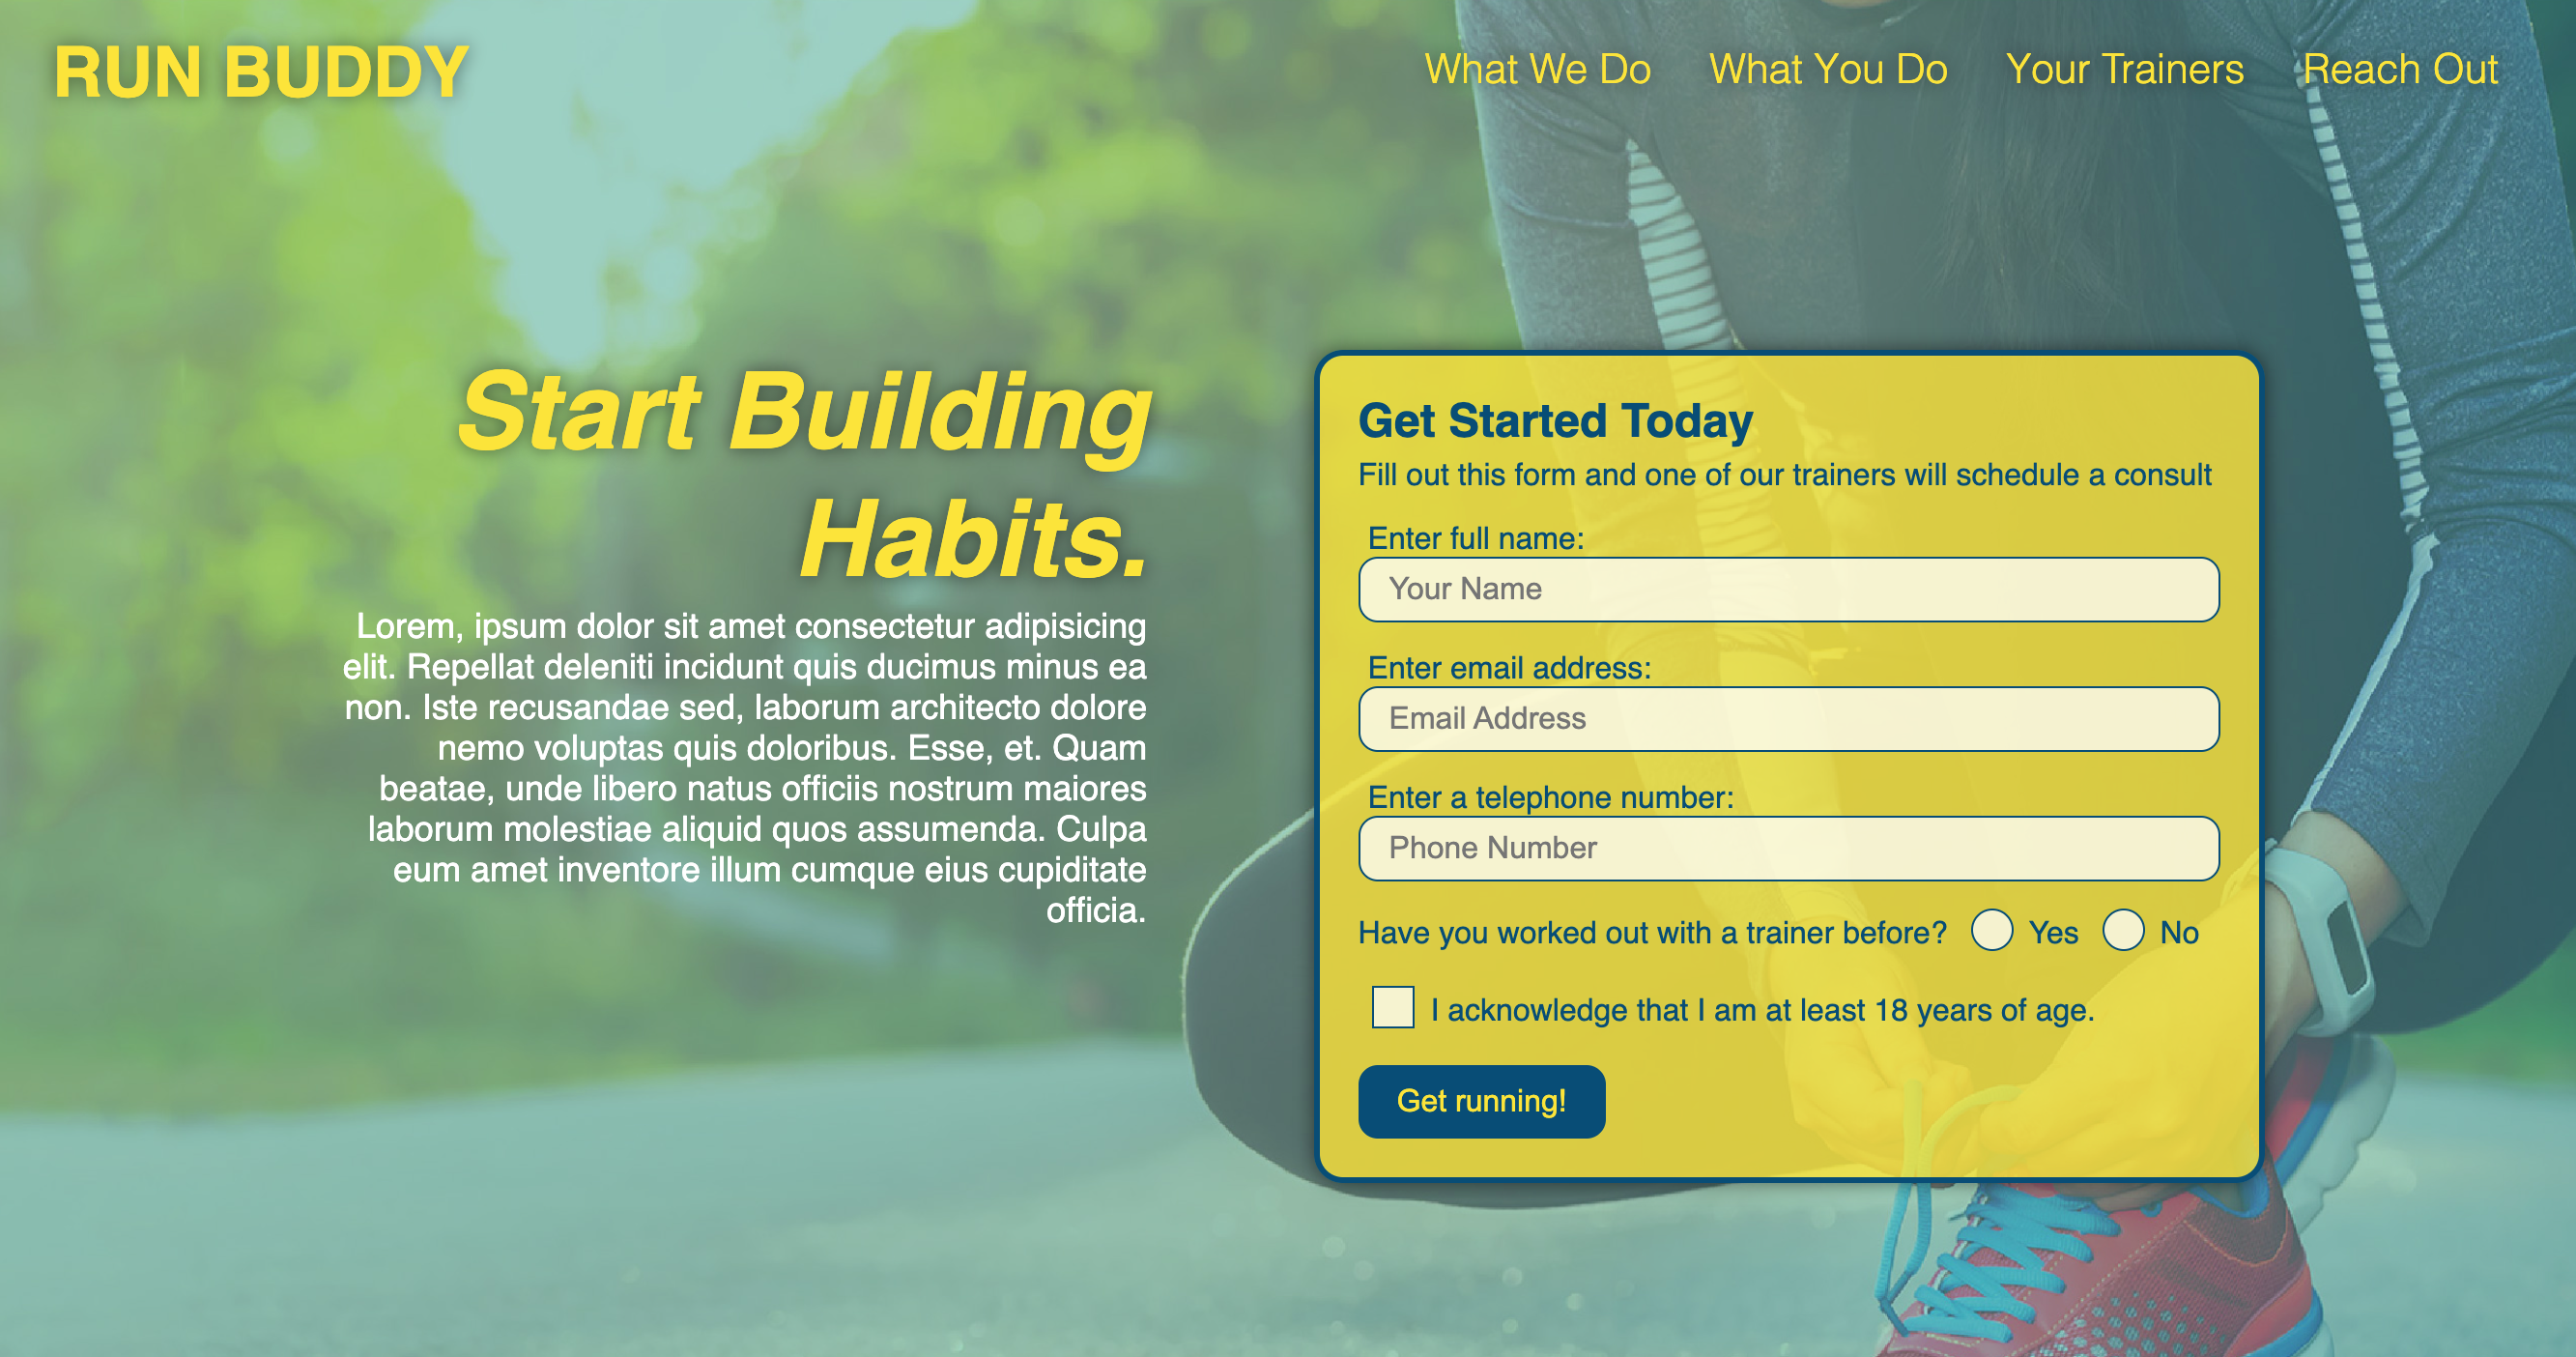 RUN BUDDY
What We Do What You Do Your Trainers Reach Out
Start Building
Habits.
Lorem, ipsum dolor sit amet consectetur adipisicing
elit. Repellat deleniti incidunt quis ducimus minus ea
non. Iste recusandae sed, laborum architecto dolore
nemo voluptas quis doloribus. Esse, et. Quam
beatae, unde libero natus officiis nostrum maiores
laborum molestiae aliquid quos assumenda. Culpa
eum amet inventore illum cumque eius cupiditate
officia.
Get Started Today
Fill out this form and one of our trainers will schedule a consult
Enter full name:
Your Name
Enter email address:
Email Address
Enter a telephone number:
Phone Number
Have you worked out with a trainer before? Yes No
I acknowledge that I am at least 18 years of age.
Get running!